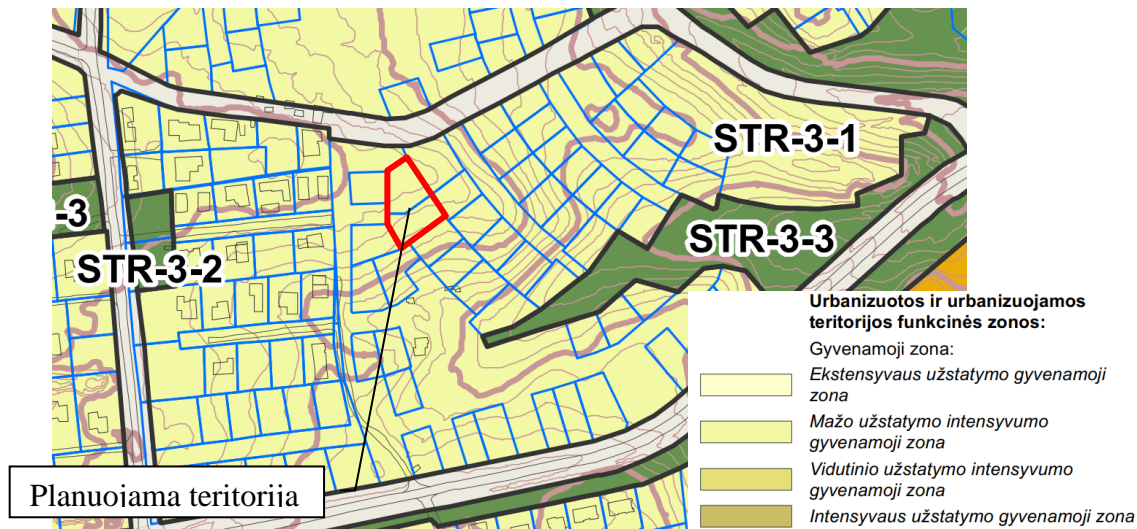 STR-3-1
-3
STR-3-3
STR-3-2
Planuojama teritorija
Urbanizuotos ir urbanizuojamos
teritorijos funkcinės zonos:
Gyvenamoji zona:
Ekstensyvaus užstatymo gyvenamoji
zona
Mažo užstatymo intensyvumo
gyvenamoji zona
Vidutinio užstatymo intensyvumo
gyvenamoji zona
Intensyvaus užstatymo gyvenamoji zona